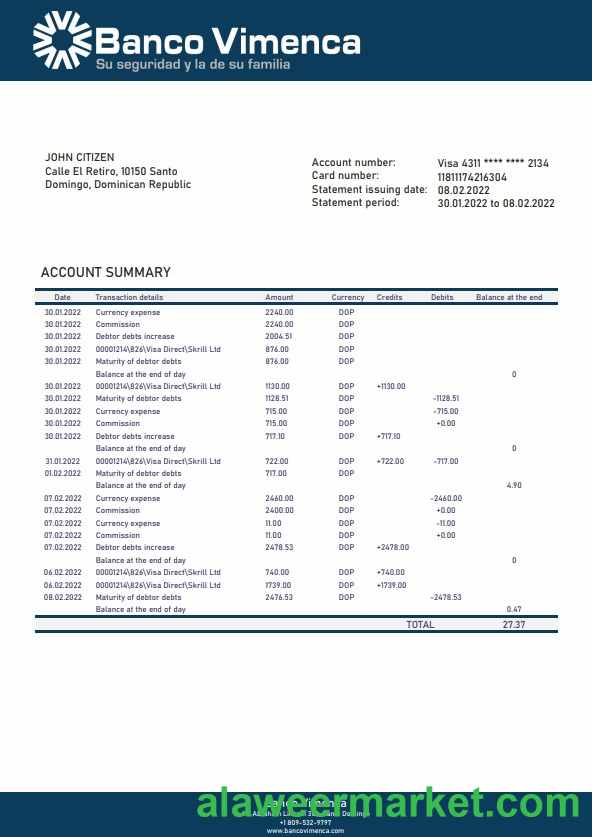 Banco Vimenca
Su seguridad y la de su familia
JOHN CITIZEN
Calle El Retiro, 10150 Santo
Domingo, Dominican Republic
Account number: Visa 4311 **** **** 2134
Card number: 11811174216304
Statement issuing date: 08.02.2022
Statement period: 30.01.2022 to 08.02.2022
ACCOUNT SUMMARY
Date Transaction details Amount Currency Credits Debits Balance at the end
30.01.2022 Currency expense 2240.00 DOP
30.01.2022 Commission 2240.00 DOP
30.01.2022 Debtor debts increase 2004.51 DOP
30.01.2022 00001214\826\Visa Direct\Skrill Ltd 876.00 DOP
30.01.2022 Maturity of debtor debts 876.00 DOP
Balance at the end of day 0
30.01.2022 00001214\826\Visa Direct\Skrill Ltd 1130.00 DOP +1130.00
30.01.2022 Maturity of debtor debts 1128.51 DOP -1128.51
30.01.2022 Currency expense 715.00 DOP -715.00
30.01.2022 Commission 715.00 DOP +0.00
30.01.2022 Debtor debts increase 717.10 DOP +717.10
Balance at the end of day 0
31.01.2022 00001214\826\Visa Direct\Skrill Ltd 722.00 DOP +722.00 -717.00
01.02.2022 Maturity of debtor debts 717.00 DOP
Balance at the end of day 4.90
07.02.2022 Currency expense 2460.00 DOP -2460.00
07.02.2022 Commission 2400.00 DOP +0.00
07.02.2022 Currency expense 11.00 DOP -11.00
07.02.2022 Commission 11.00 DOP +0.00
07.02.2022 Debtor debts increase 2478.53 DOP +2478.00
Balance at the end of day 0
06.02.2022 00001214\826\Visa Direct\Skrill Ltd 740.00 DOP +740.00
06.02.2022 00001214\826\Visa Direct\Skrill Ltd 1739.00 DOP +1739.00
08.02.2022 Maturity of debtor debts 2476.53 DOP -2478.53
Balance at the end of day 0.47
TOTAL 27.37
Banco Vimenca
alaweermarket.com
+1 809-532-9797
www.bancovimenca.com